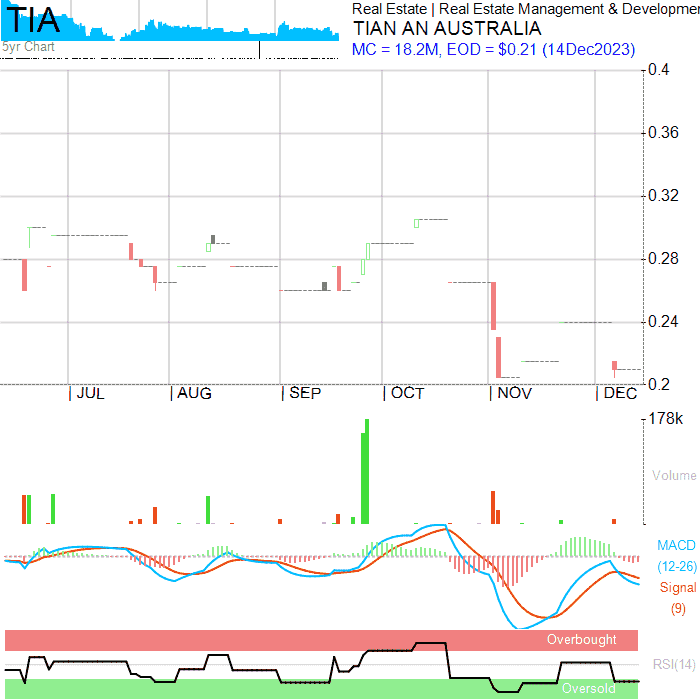 TIA
5yr Chart
Real Estate | Real Estate Management & Developmen
TIAN AN AUSTRALIA
MC = 18.2M, EOD = $0.21 (14Dec2023)
0.4
0.36
0.32
0.28
0.24
0.2
JUL AUG SEP OCT NOV DEC
178k
Volume
MACD
(12-26)
Signal
(9)
Overbought
RSI(14)
Oversold